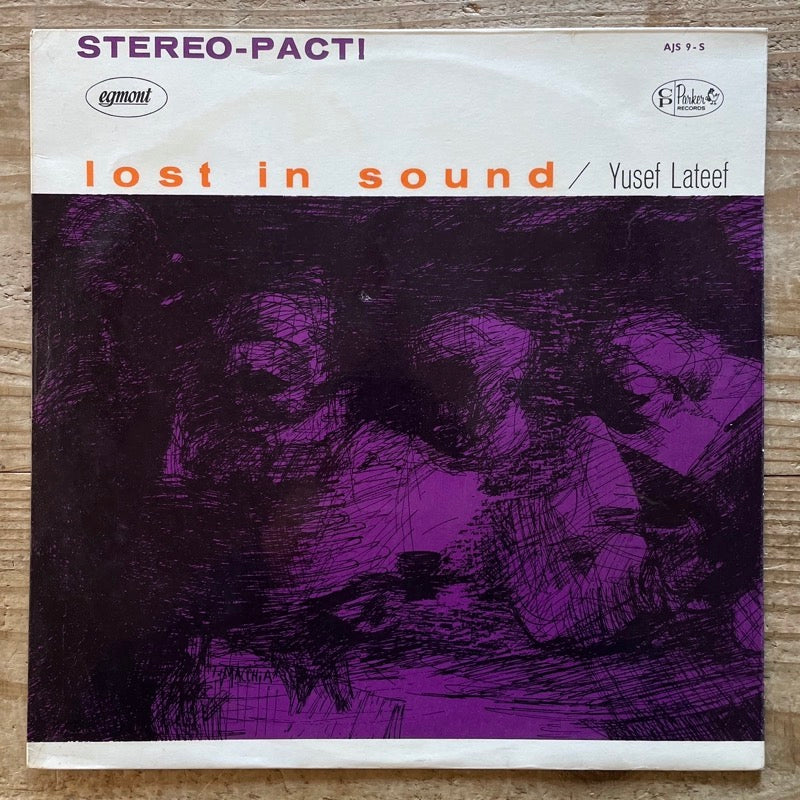 STEREO-PACT!
AJS 9-S
egmont
CP Parker
RECORDS
lost in sound / Yusef Lateef